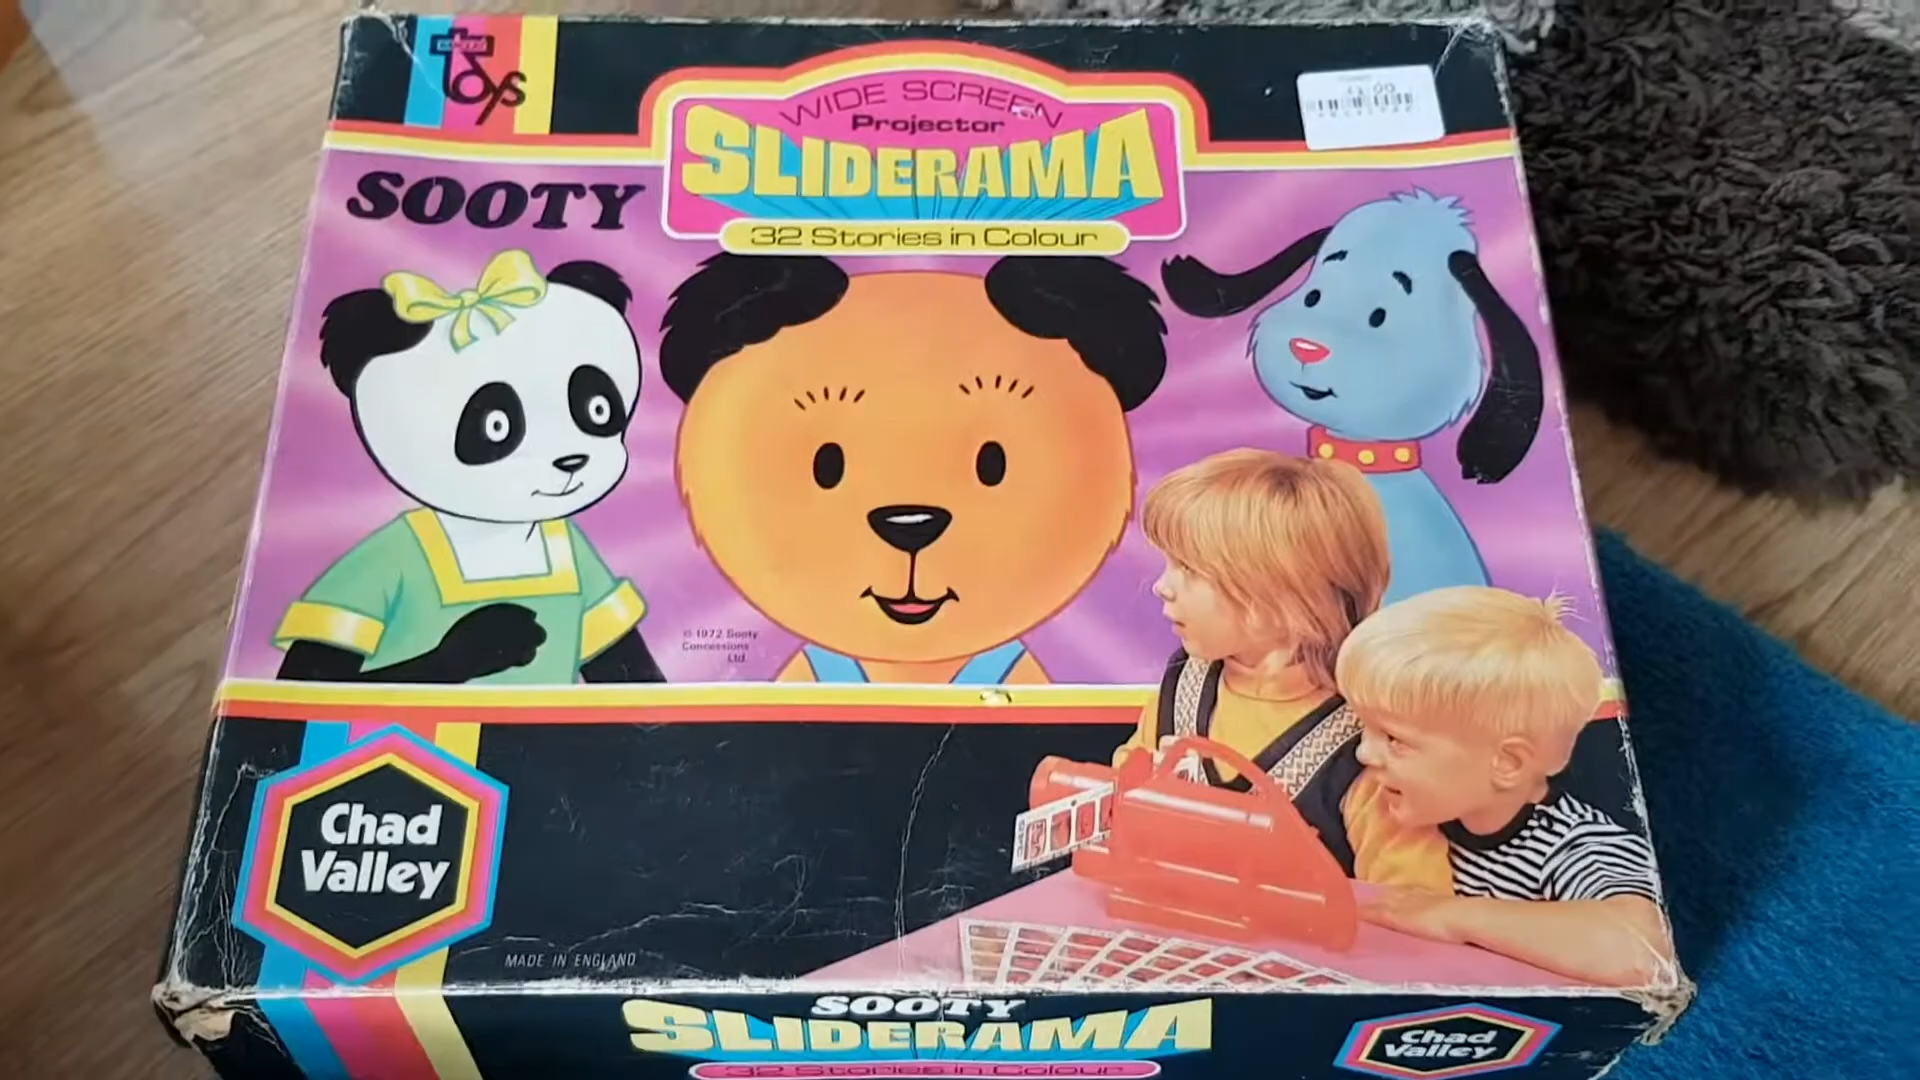 toys
WIDE SCREEN
Projector
SLIDERAMA
32 Stories in Colour
SOOTY
© 1972 Sooty
Concessions
Ltd
Chad
Valley
MADE IN ENGLAND
SOOTY
SLIDERAMA
32 Stories in Colour
Chad
Valley